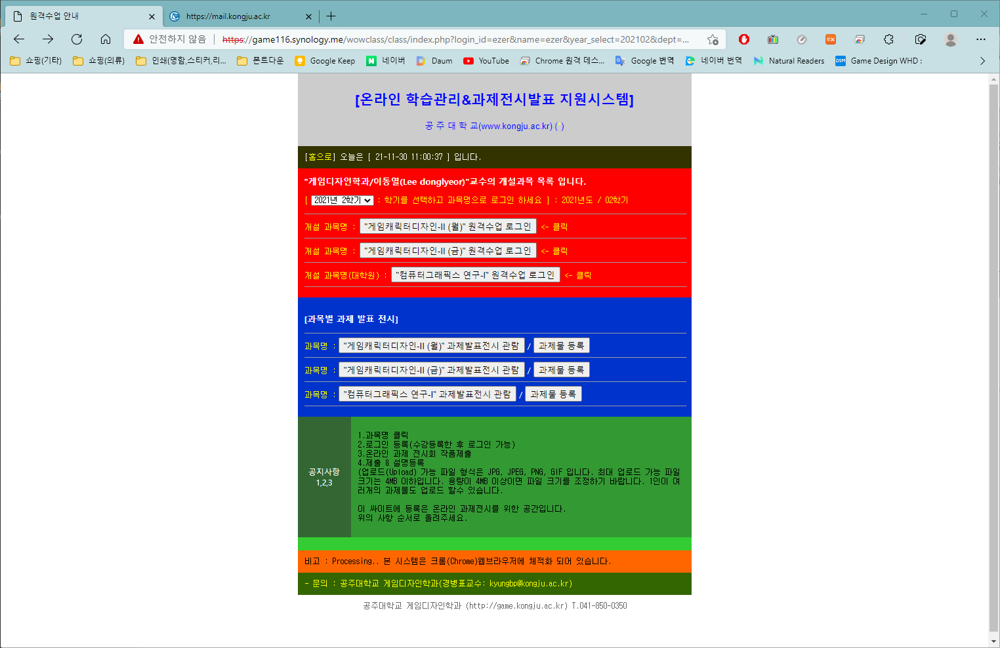 원격수업 안내
https://mail.kongju.ac.kr
안전하지 않음 | https://game116.synology.me/wowclass/class/index.php?login_id=ezer&name=ezer&year_select=202102&dept=...
쇼핑(기타) 쇼핑(의류) 인쇄(명함,스티커,리... 폰트다운 Google Keep 네이버 Daum YouTube Chrome 원격 데스... Google 번역 네이버 번역 Natural Readers Game Design WHD :
[온라인 학습관리&과제전시발표 지원시스템]
공 주 대 학 교(www.kongju.ac.kr) ( )
[홈으로] 오늘은 [ 21-11-30 11:00:37 ] 입니다.
"게임디자인학과/이동열(Lee donglyeor)"교수의 개설과목 목록 입니다.
[ 2021년 2학기 : 학기를 선택하고 과목명으로 로그인 하세요 ] : 2021년도 / 02학기
개설 과목명 : "게임캐릭터디자인-II (월)" 원격수업 로그인 <- 클릭
개설 과목명 : "게임캐릭터디자인-II (금)" 원격수업 로그인 <- 클릭
개설 과목명(대학원) : "컴퓨터그래픽스 연구-I" 원격수업 로그인 <- 클릭
[과목별 과제 발표 전시]
과목명 : "게임캐릭터디자인-II (월)" 과제발표전시 관람 / 과제물 등록
과목명 : "게임캐릭터디자인-II (금)" 과제발표전시 관람 / 과제물 등록
과목명 : "컴퓨터그래픽스 연구-I" 과제발표전시 관람 / 과제물 등록
공지사항
1,2,3
1.과목명 클릭
2.로그인 등록(수강등록한 후 로그인 가능)
3.온라인 과제 전시회 작품제출
4.제출 & 설명등록
(업로드(Upload) 가능 파일 형식은 JPG, JPEG, PNG, GIF 입니다. 최대 업로드 가능 파일
크기는 4MB 이하입니다. 용량이 4MB 이상이면 파일 크기를 조정하기 바랍니다. 1인이 여
러개의 과제물도 업로드 할수 있습니다.
이 싸이트에 등록은 온라인 과제전시를 위한 공간입니다.
위의 사항 순서로 올려주세요.
비고 : Processing.. 본 시스템은 크롬(Chrome)웹브라우저에 체적화 되어 있습니다.
- 문의 : 공주대학교 게임디자인학과(경병표교수: kyungbp@kongju.ac.kr)
공주대학교 게임디자인학과 (http://game.kongju.ac.kr) T.041-850-0350